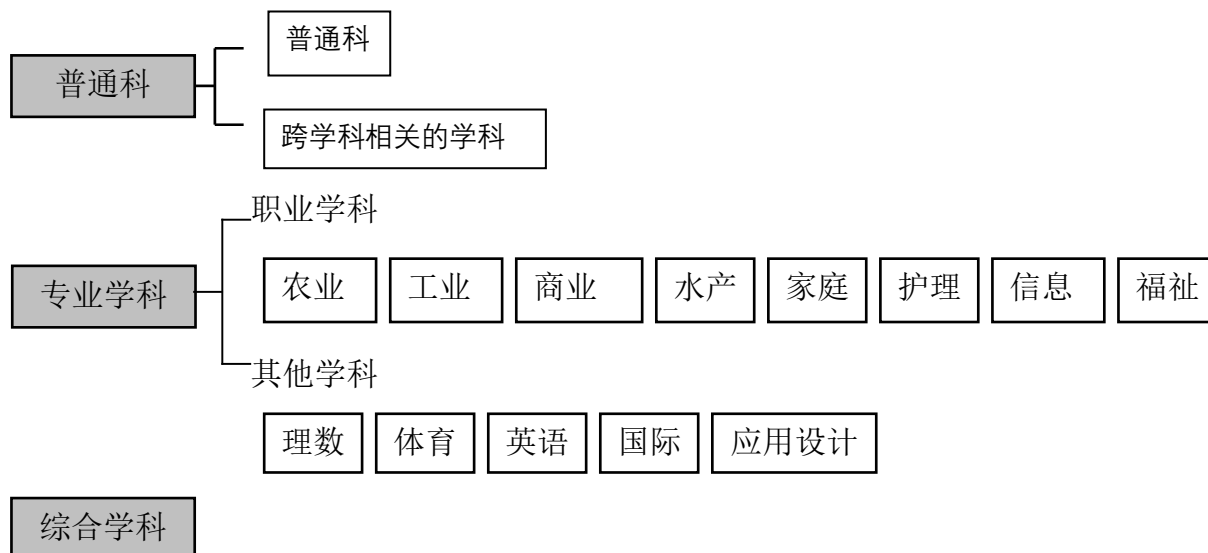 普通科
普通科
跨学科相关的学科
专业学科
职业学科
农业 工业 商业 水产 家庭 护理 信息 福祉
其他学科
理数 体育 英语 国际 应用设计
综合学科